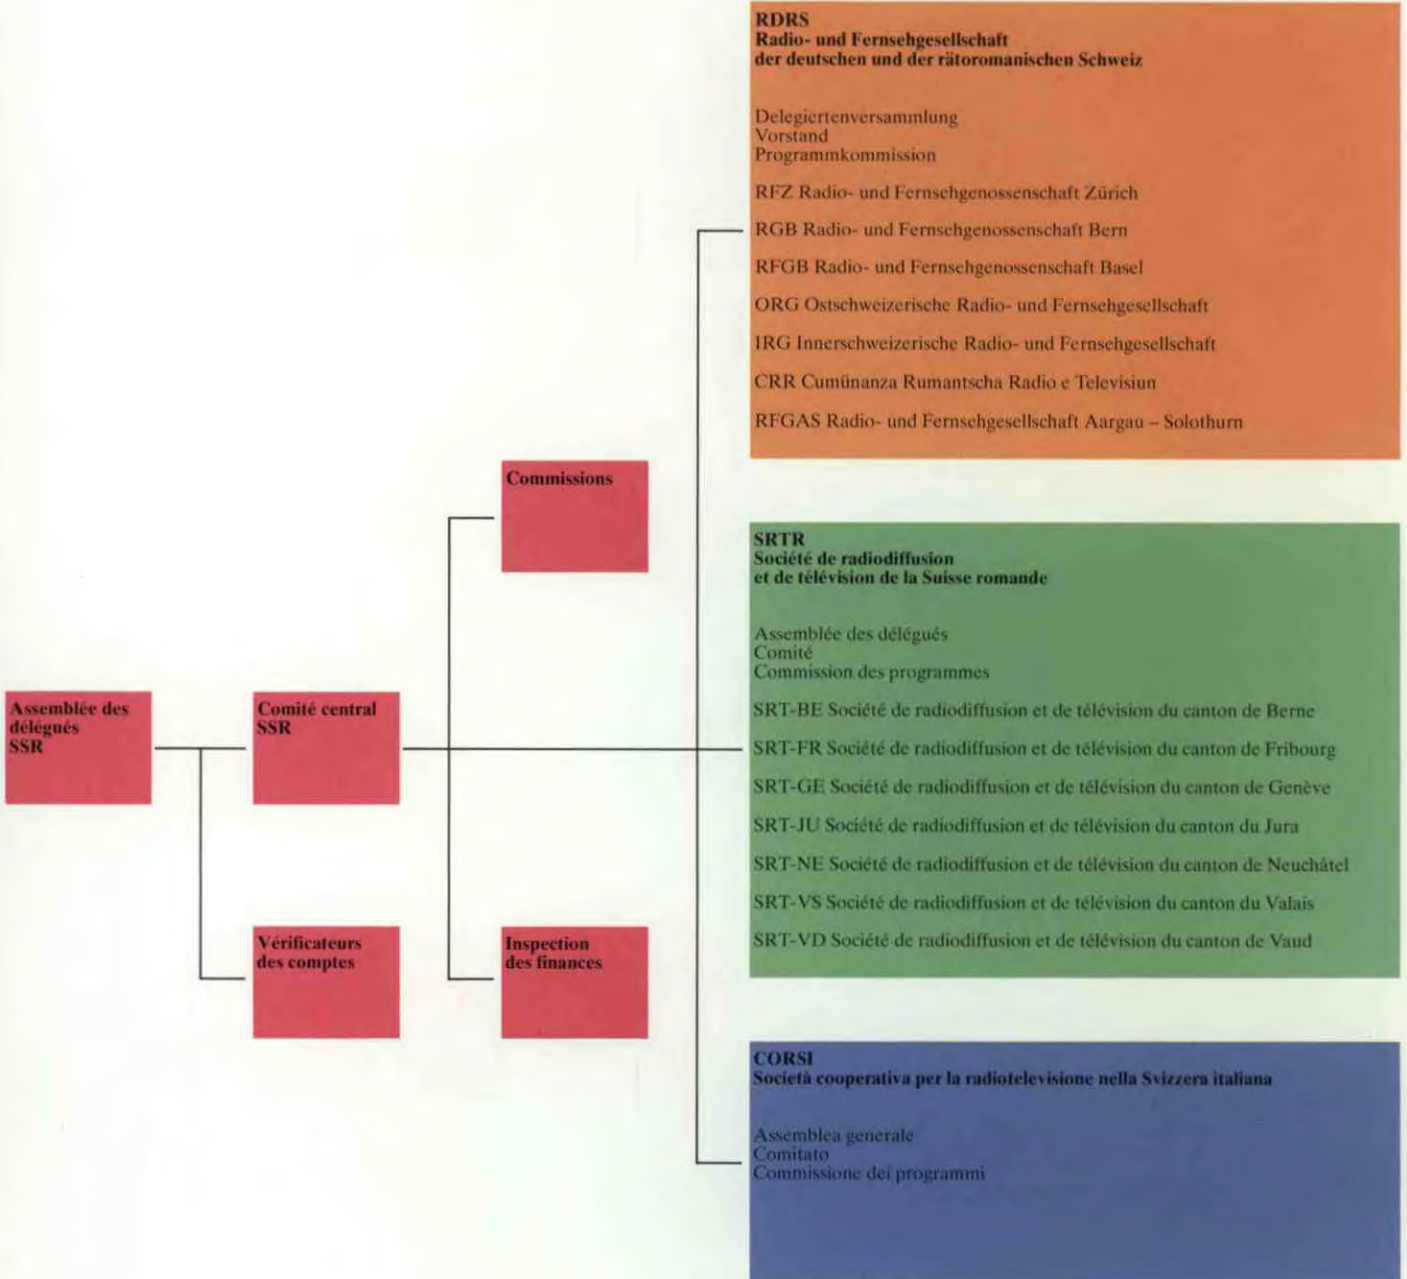 RDRS
Radio- und Fernsehgesellschaft
der deutschen und der rätoromanischen Schweiz
Delegiertenversammlung
Vorstand
Programmkommission
RFZ Radio- und Fernsehgenossenschaft Zürich
RGB Radio- und Fernsehgenossenschaft Bern
RFGB Radio- und Fernsehgenossenschaft Basel
ORG Ostschweizerische Radio- und Fernsehgesellschaft
IRG Innerschweizerische Radio- und Fernsehgesellschaft
CRR Cumünanza Rumantscha Radio e Televisiun
RFGAS Radio- und Fernsehgesellschaft Aargau – Solothurn
Commissions
SRTR
Société de radiodiffusion
et de télévision de la Suisse romande
Assemblée des délégués
Comité
Commission des programmes
SRT-BE Société de radiodiffusion et de télévision du canton de Berne
SRT-FR Société de radiodiffusion et de télévision du canton de Fribourg
SRT-GE Société de radiodiffusion et de télévision du canton de Genève
SRT-JU Société de radiodiffusion et de télévision du canton du Jura
SRT-NE Société de radiodiffusion et de télévision du canton de Neuchâtel
SRT-VS Société de radiodiffusion et de télévision du canton du Valais
SRT-VD Société de radiodiffusion et de télévision du canton de Vaud
Assemblée des
délégués
SSR
Comité central
SSR
Vérificateurs
des comptes
Inspection
des finances
CORSI
Società cooperativa per la radiotelevisione nella Svizzera italiana
Assemblea generale
Comitato
Commissione dei programmi